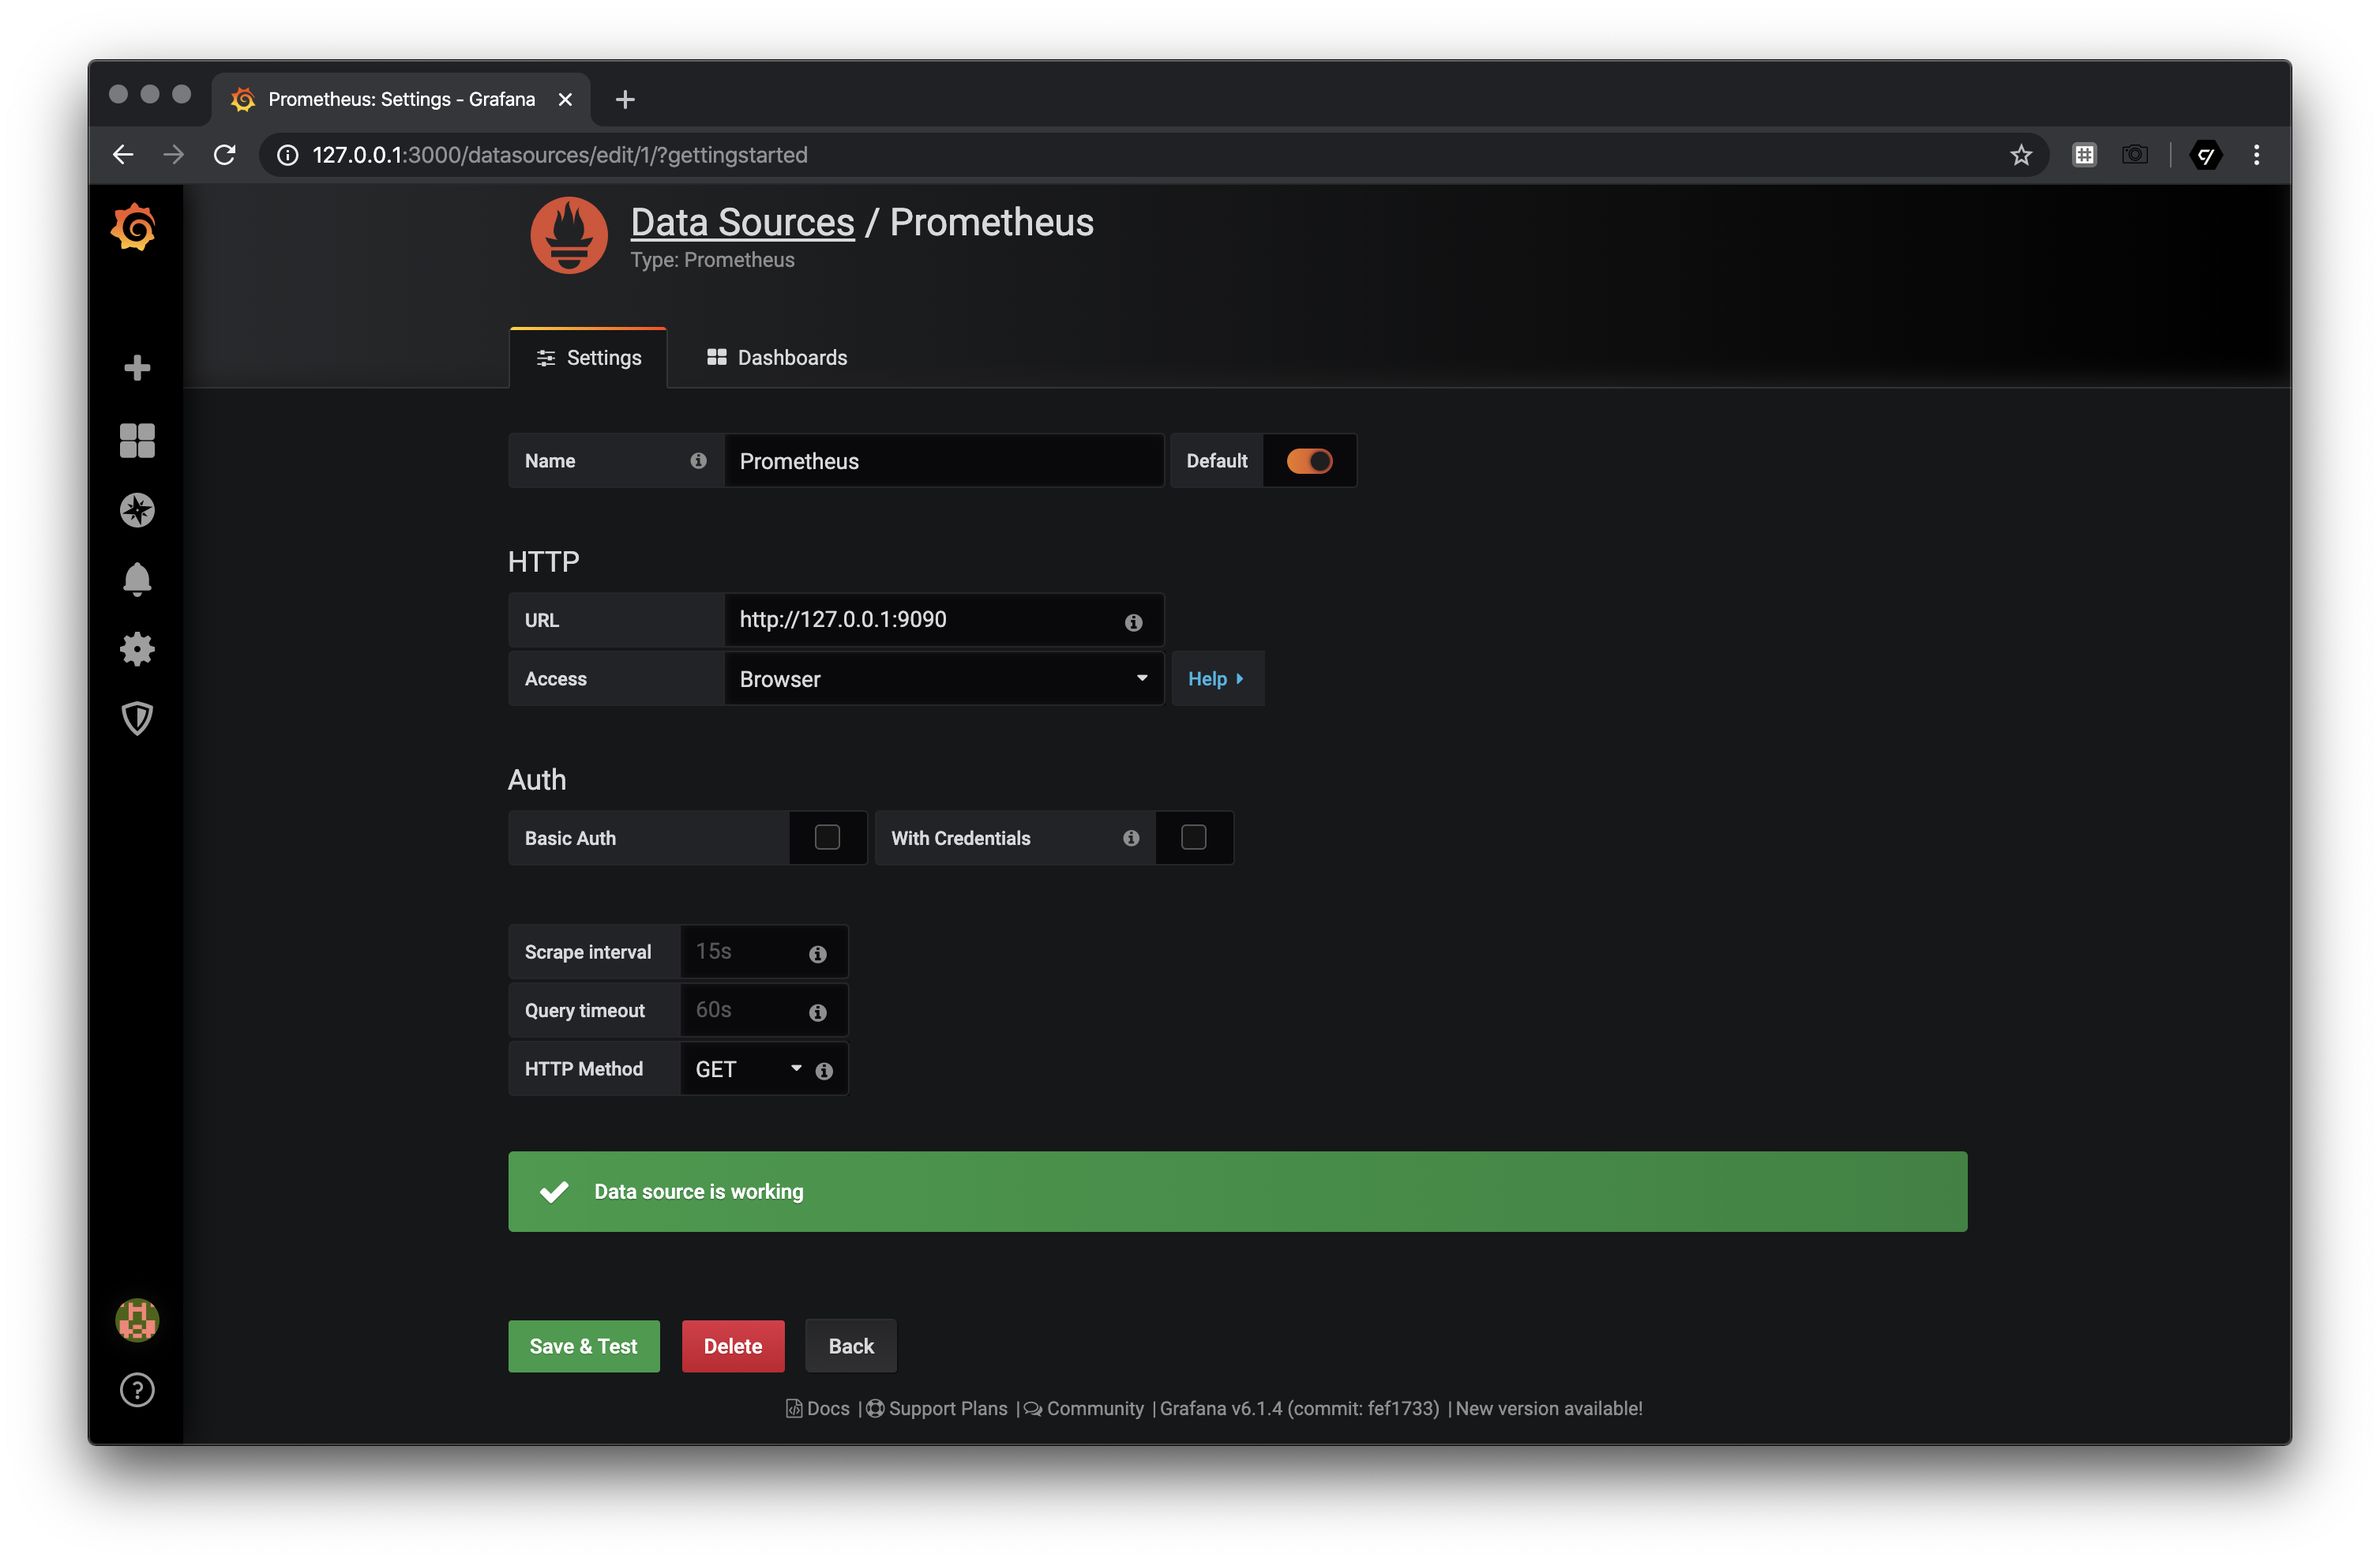 Prometheus: Settings - Grafana
127.0.0.1:3000/datasources/edit/1/?gettingstarted
Data Sources / Prometheus
Type: Prometheus
Settings Dashboards
Name Prometheus Default
HTTP
URL http://127.0.0.1:9090
Access Browser Help
Auth
Basic Auth With Credentials
Scrape interval 15s
Query timeout 60s
HTTP Method GET
Data source is working
Save & Test Delete Back
Docs | Support Plans | Community | Grafana v6.1.4 (commit: fef1733) | New version available!